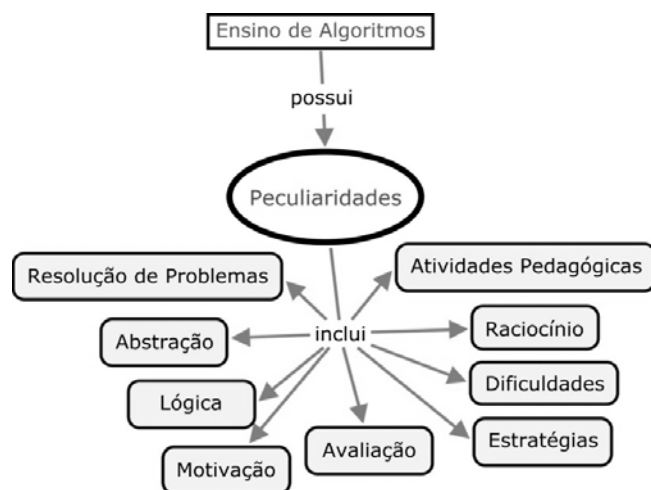 Ensino de Algoritmos
possui
Peculiaridades
Resolução de Problemas
Atividades Pedagógicas
Abstração
inclui
Raciocínio
Lógica
Dificuldades
Motivação
Avaliação
Estratégias